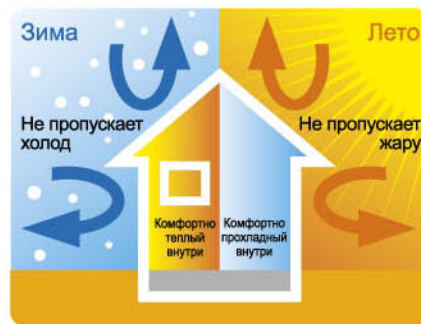 Зима
Лето
Не пропускает
холод
Не пропускает
жару
Комфортно
теплый
внутри
Комфортно
прохладный
внутри